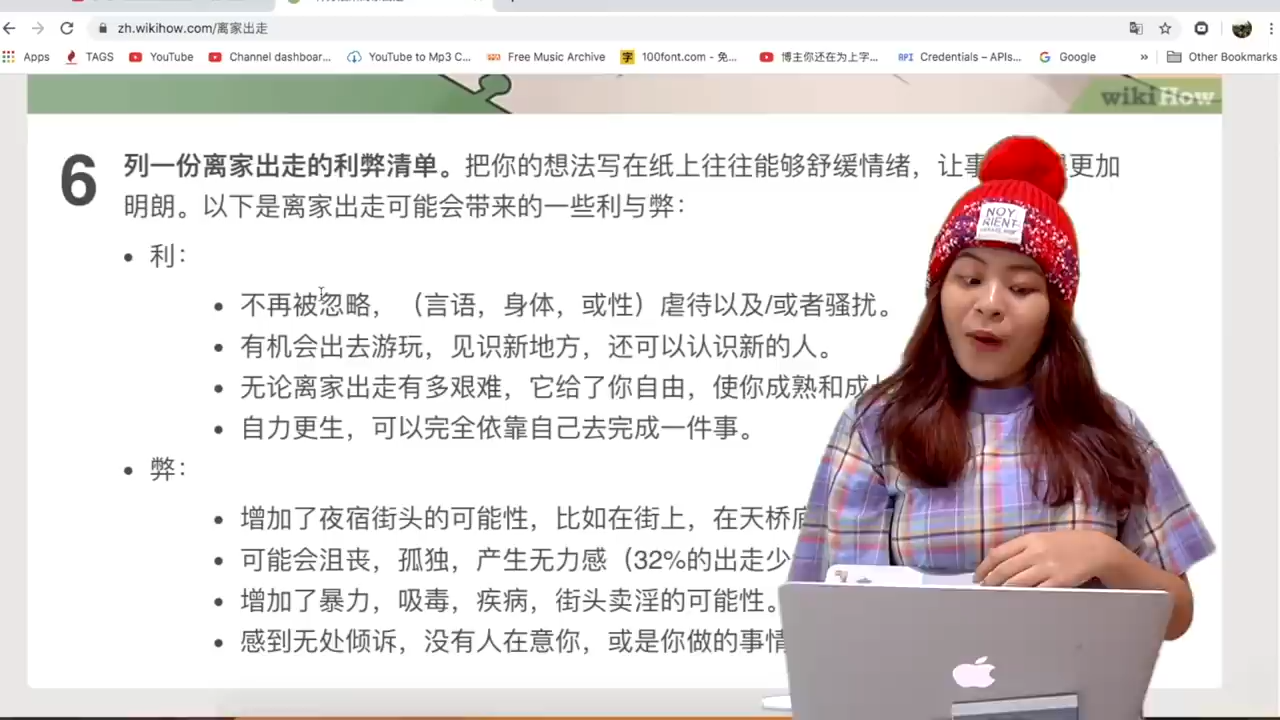 zh.wikihow.com/离家出走
Apps TAGS YouTube Channel dashboar... YouTube to Mp3 C... Free Music Archive 100font.com - 免... 博主你还在为上字... API Credentials – APIs... Google » Other Bookmarks
wikiHow
6 列一份离家出走的利弊清单。把你的想法写在纸上往往能够舒缓情绪，让事 更加
明朗。以下是离家出走可能会带来的一些利与弊：
• 利：
• 不再被忽略，（言语，身体，或性）虐待以及/或者骚扰。
• 有机会出去游玩，见识新地方，还可以认识新的人。
• 无论离家出走有多艰难，它给了你自由，使你成熟和成
• 自力更生，可以完全依靠自己去完成一件事。
• 弊：
• 增加了夜宿街头的可能性，比如在街上，在天桥
• 可能会沮丧，孤独，产生无力感（32%的出走少
• 增加了暴力，吸毒，疾病，街头卖淫的可能性。
• 感到无处倾诉，没有人在意你，或是你做的事情
NOY
RIENT